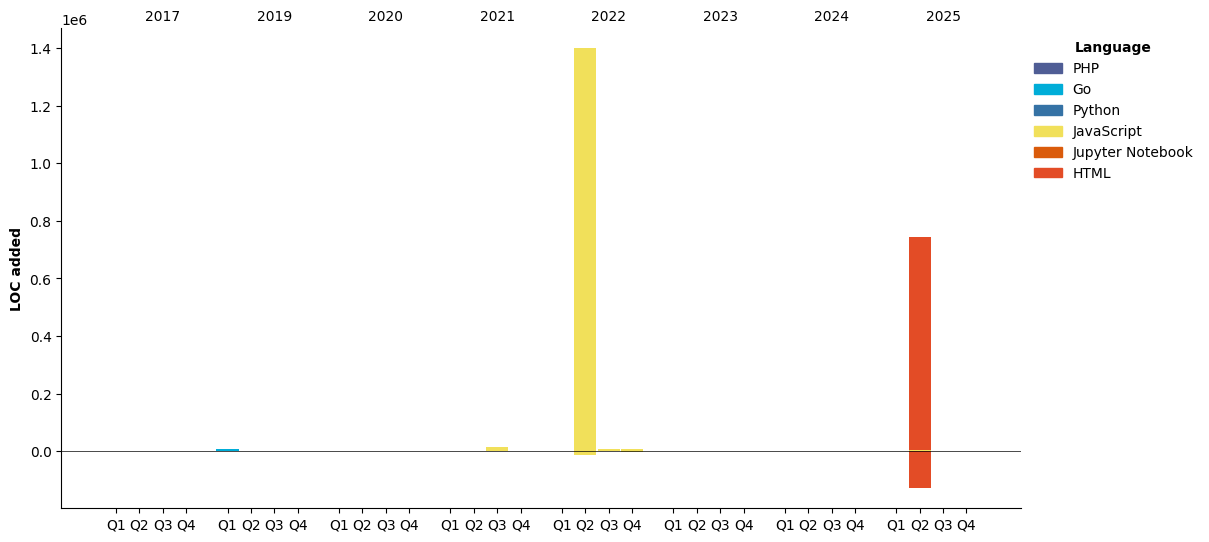 2017 2019 2020 2021 2022 2023 2024 2025
1e6
1.4
1.2
1.0
0.8
0.6
0.4
0.2
0.0
LOC added
Q1 Q2 Q3 Q4 Q1 Q2 Q3 Q4 Q1 Q2 Q3 Q4 Q1 Q2 Q3 Q4 Q1 Q2 Q3 Q4 Q1 Q2 Q3 Q4 Q1 Q2 Q3 Q4 Q1 Q2 Q3 Q4
Language
PHP
Go
Python
JavaScript
Jupyter Notebook
HTML